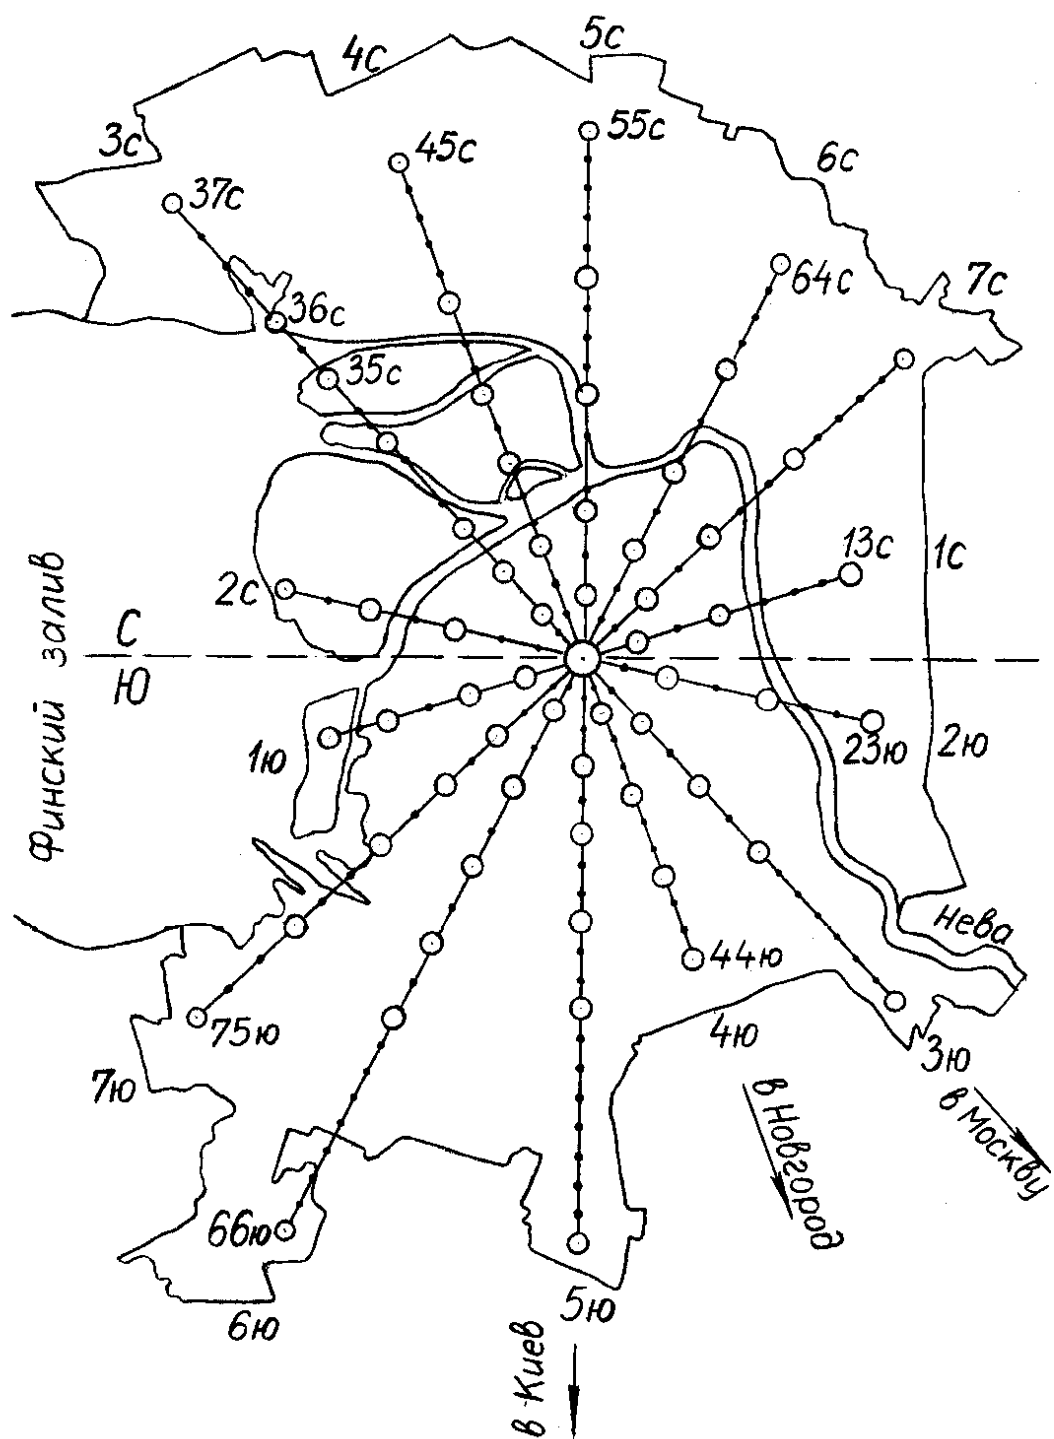 5с
4с
55с
3с
45с
6с
37с
64с
7с
36с
35с
13с
1с
2с
С
Ю
Финский залив
1ю
23ю
2ю
Нева
44ю
75ю
4ю
3ю
7ю
в Новгород
в Москву
66ю
5ю
6ю
в Киев